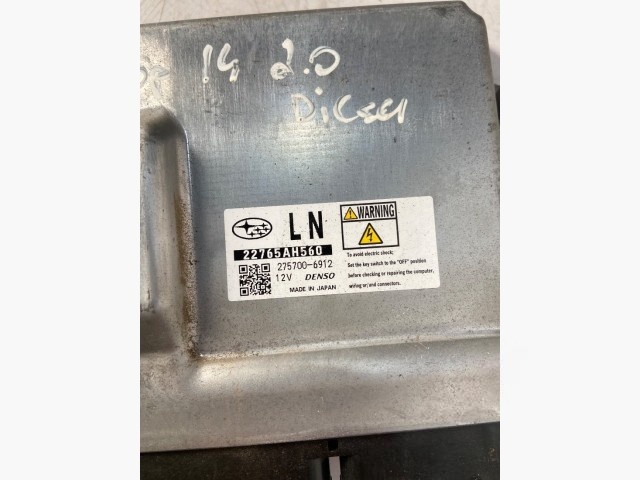 14 2.0
Diesel
LN
WARNING
22765AH560
275700-6912
12V DENSO
MADE IN JAPAN
To avoid electric shock;
Set the key switch to the "OFF" position
before checking or repairing the computer,
wiring or; and connectors.